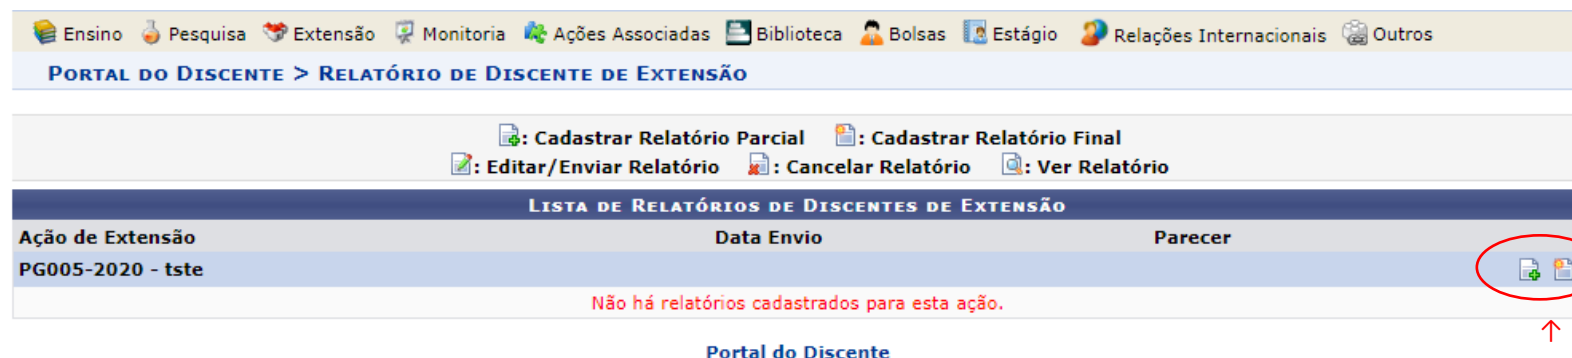 Ensino Pesquisa Extensão Monitoria Ações Associadas Biblioteca Bolsas Estágio Relações Internacionais Outros
Portal do Discente > Relatório de Discente de Extensão
: Cadastrar Relatório Parcial : Cadastrar Relatório Final
: Editar/Enviar Relatório : Cancelar Relatório : Ver Relatório
Lista de Relatórios de Discentes de Extensão
Ação de Extensão Data Envio Parecer
PG005-2020 - tste
Não há relatórios cadastrados para esta ação.
Portal do Discente